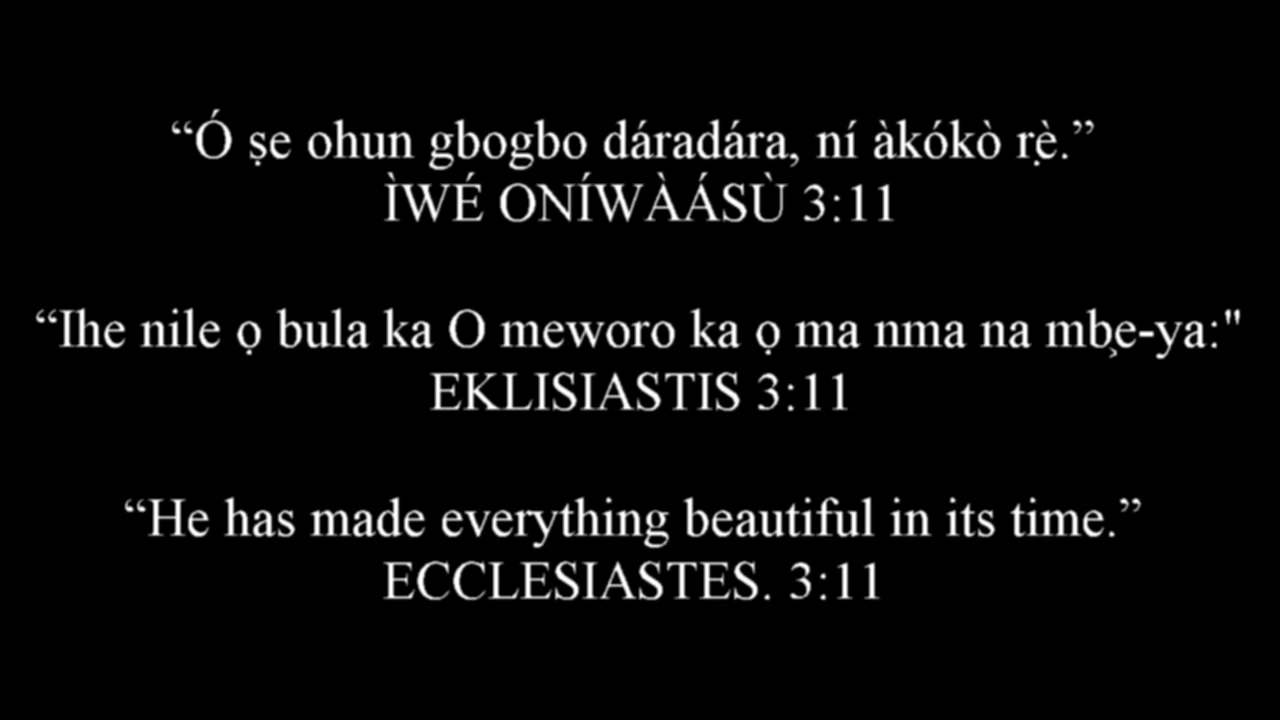 “Ó ṣe ohun gbogbo dáradára, ní àkókò rẹ̀.”
ÌWÉ ONÍWÀÁSÙ 3:11
“Ihe nile ọ bula ka O meworo ka ọ ma nma na mb̧e-ya:"
EKLISIASTIS 3:11
“He has made everything beautiful in its time.”
ECCLESIASTES. 3:11